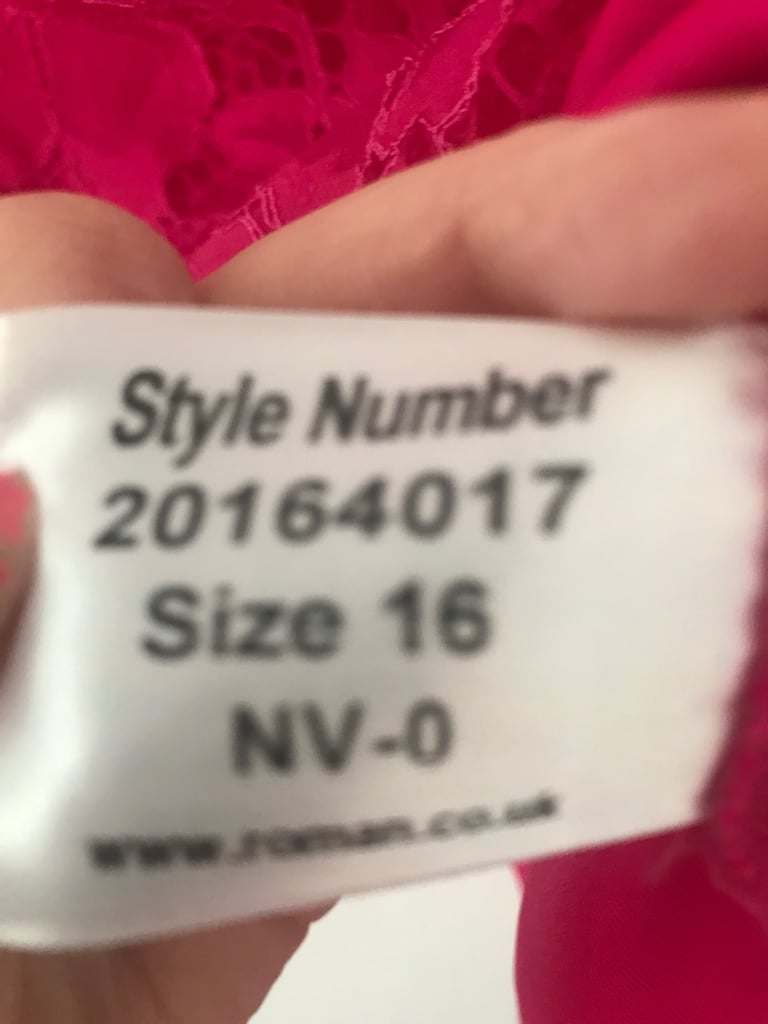 Style Number
20164017
Size 16
NV-0
www.roman.co.uk